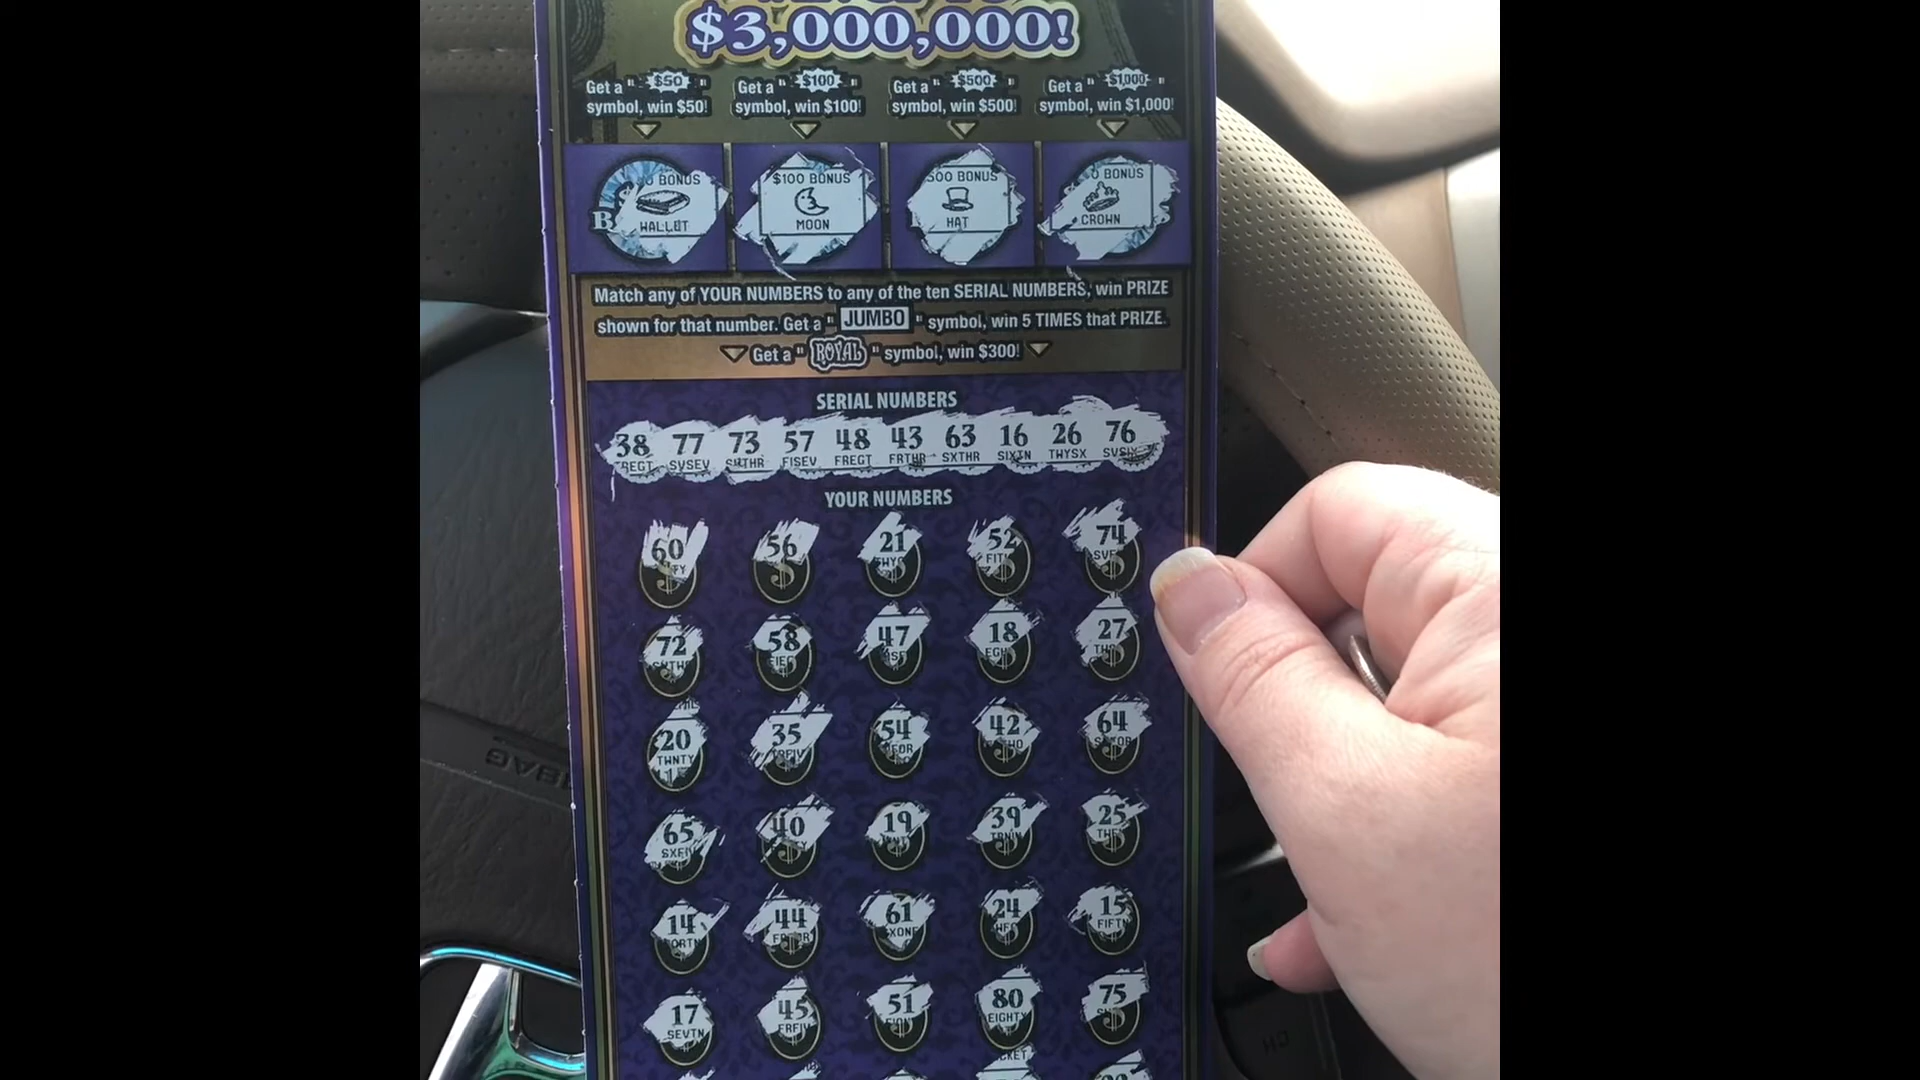 $3,000,000!
Get a " $50 " Get a " $100 " Get a " $500 " Get a " $1,000 "
symbol, win $50! symbol, win $100! symbol, win $500! symbol, win $1,000!
BONUS $100 BONUS 500 BONUS BONUS
WALLET MOON HAT CROWN
Match any of YOUR NUMBERS to any of the ten SERIAL NUMBERS, win PRIZE
shown for that number. Get a " JUMBO " symbol, win 5 TIMES that PRIZE.
Get a " ROYAL " symbol, win $300!
SERIAL NUMBERS
38 77 73 57 48 43 63 16 26 76
SVSEV FISEV FREGT FRTHR SXTHR SIXTN TWYSX SVSIX
YOUR NUMBERS
60 56 21 52 74
72 58 47 18 27
20 35 54 42 64
TWNTY
65 40 19 39 25
14 44 61 24 15
FIFTN
17 45 51 80 75
SEVTN FRFIV EIGHTY